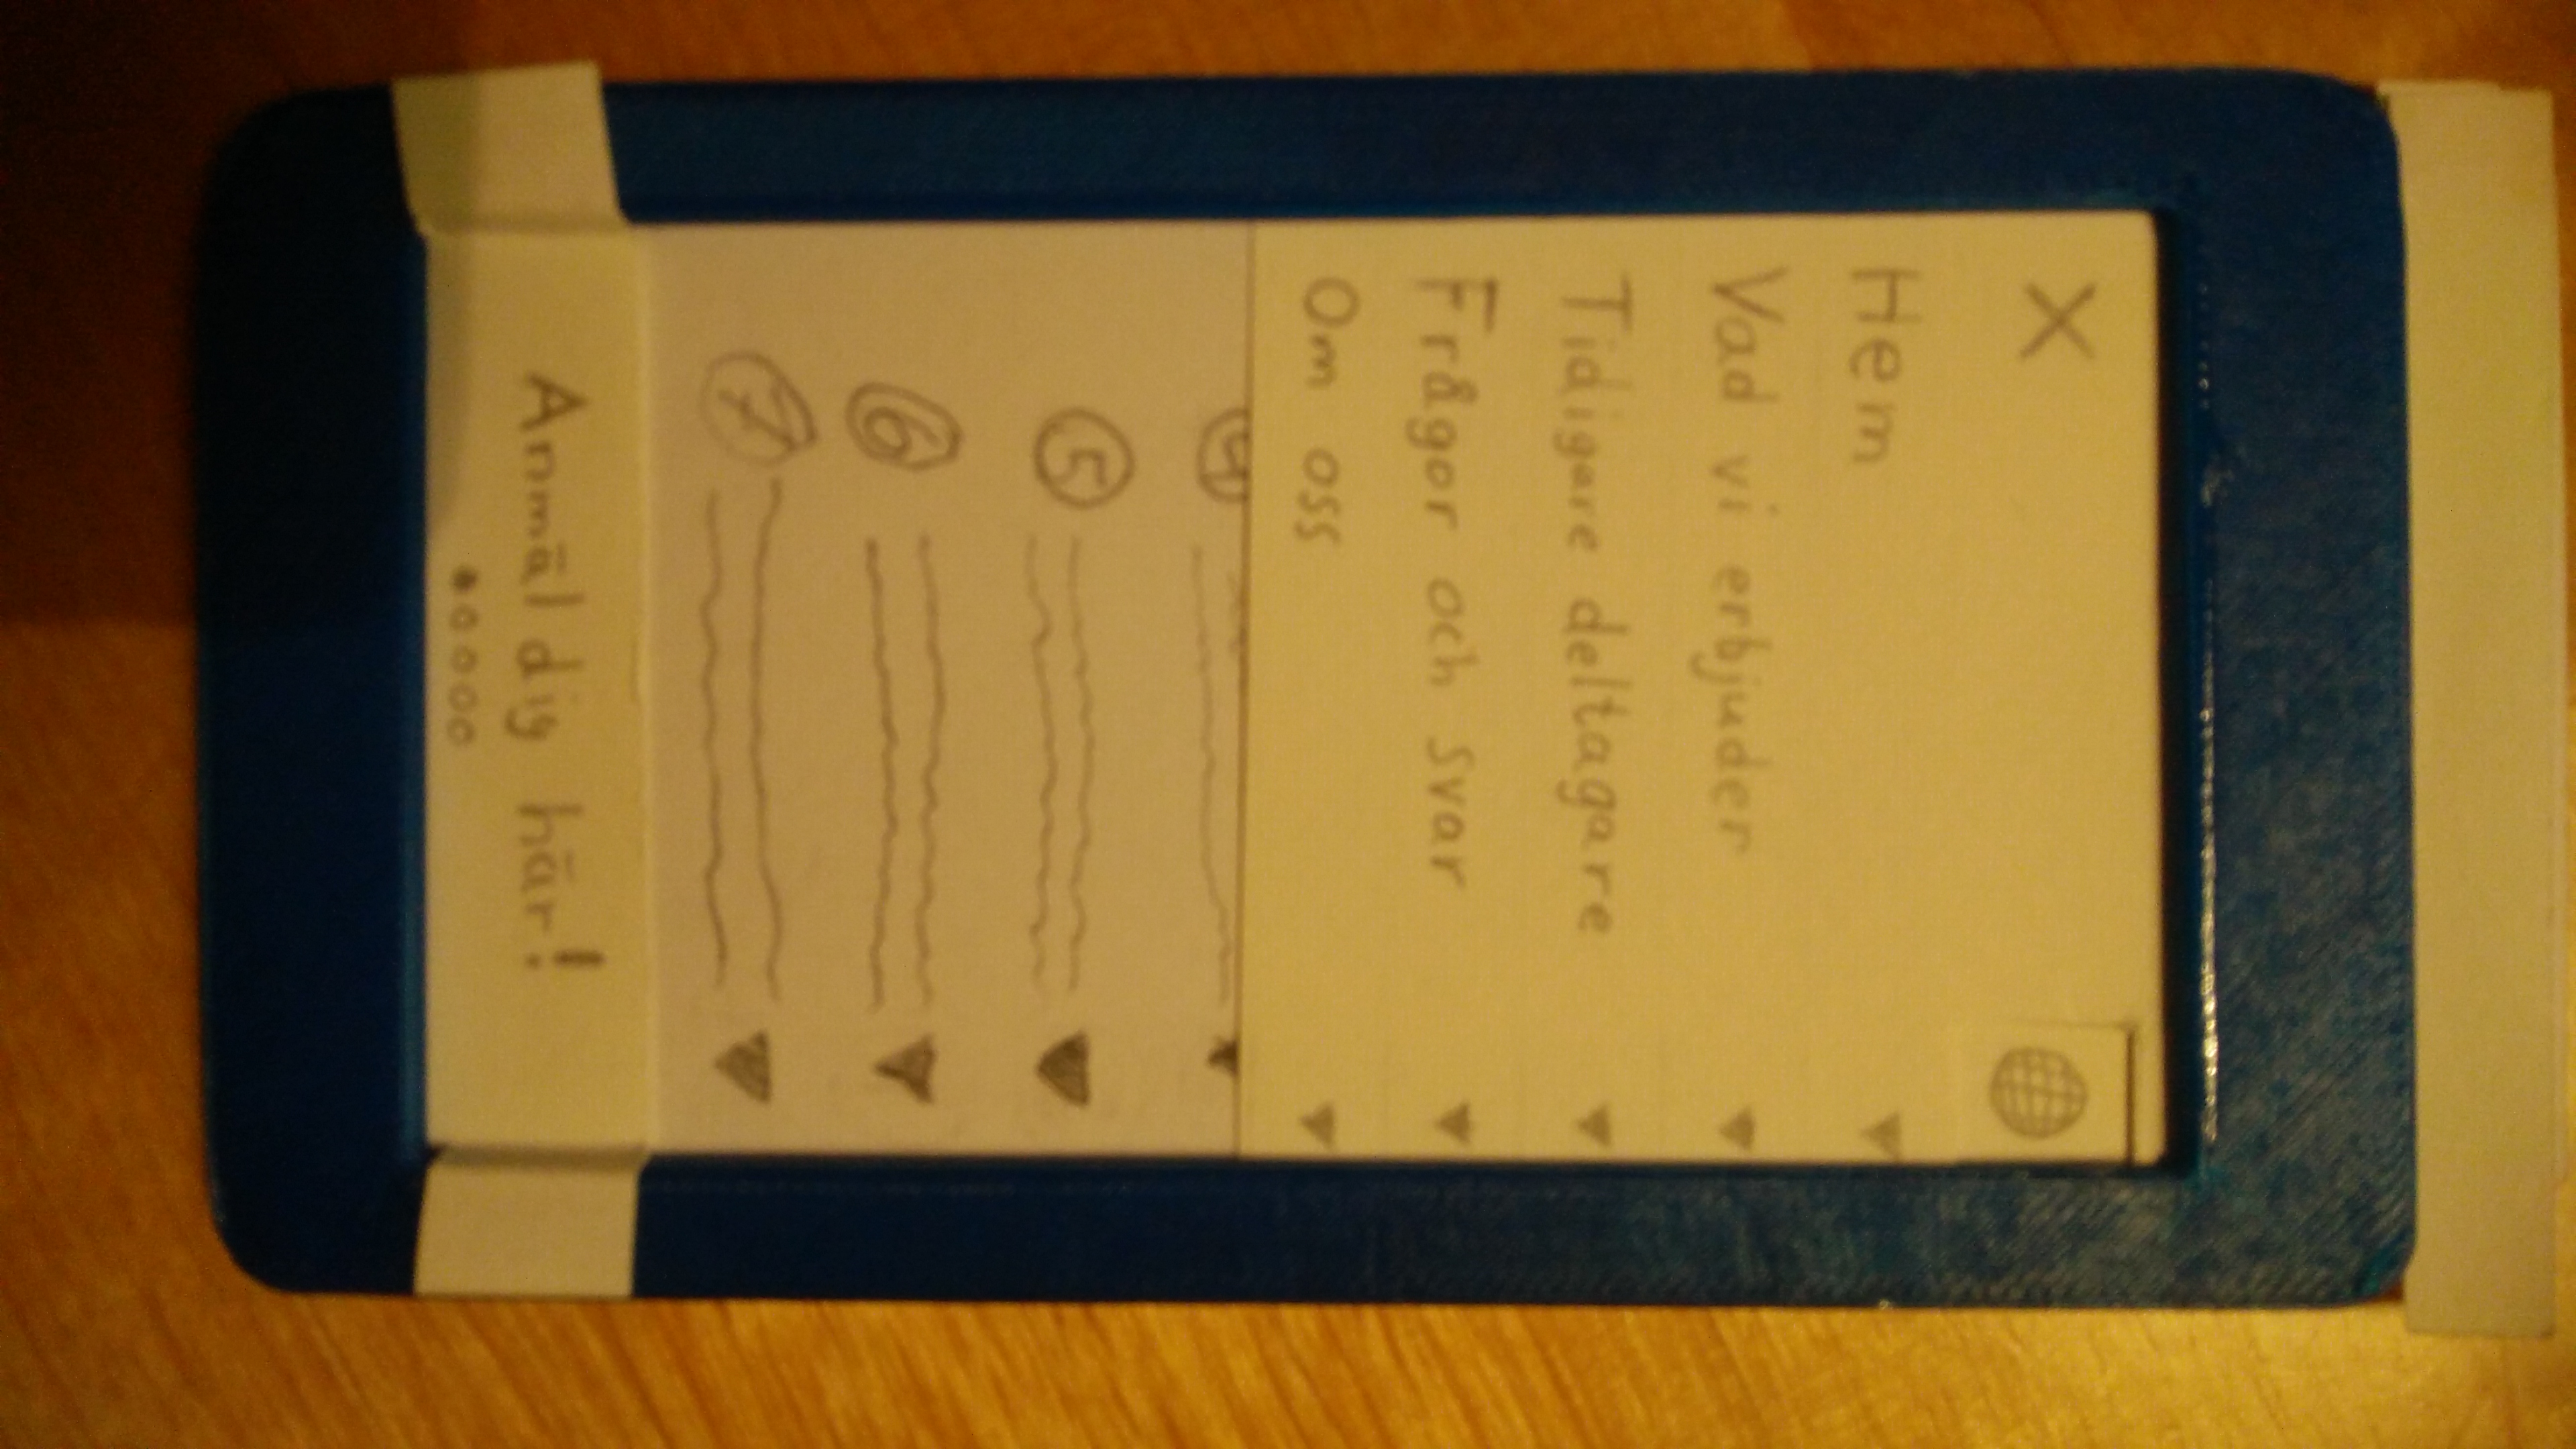 X
Hem
Vad vi erbjuder
Tidigare deltagare
Frågor och svar
Om oss
4
5
6
7
Anmäl dig här!